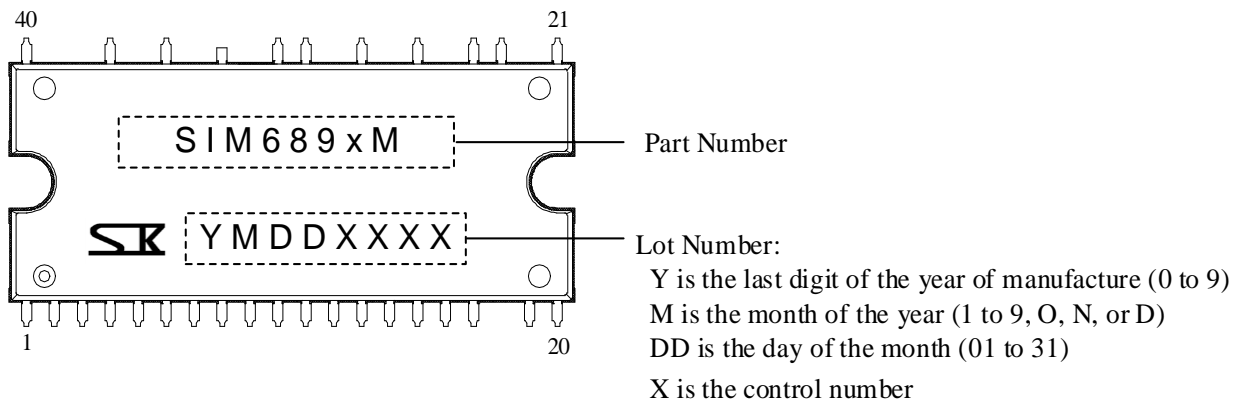 40 21
SIM689xM
Part Number
SK YMDDXXXX
Lot Number:
Y is the last digit of the year of manufacture (0 to 9)
M is the month of the year (1 to 9, O, N, or D)
DD is the day of the month (01 to 31)
X is the control number
1 20